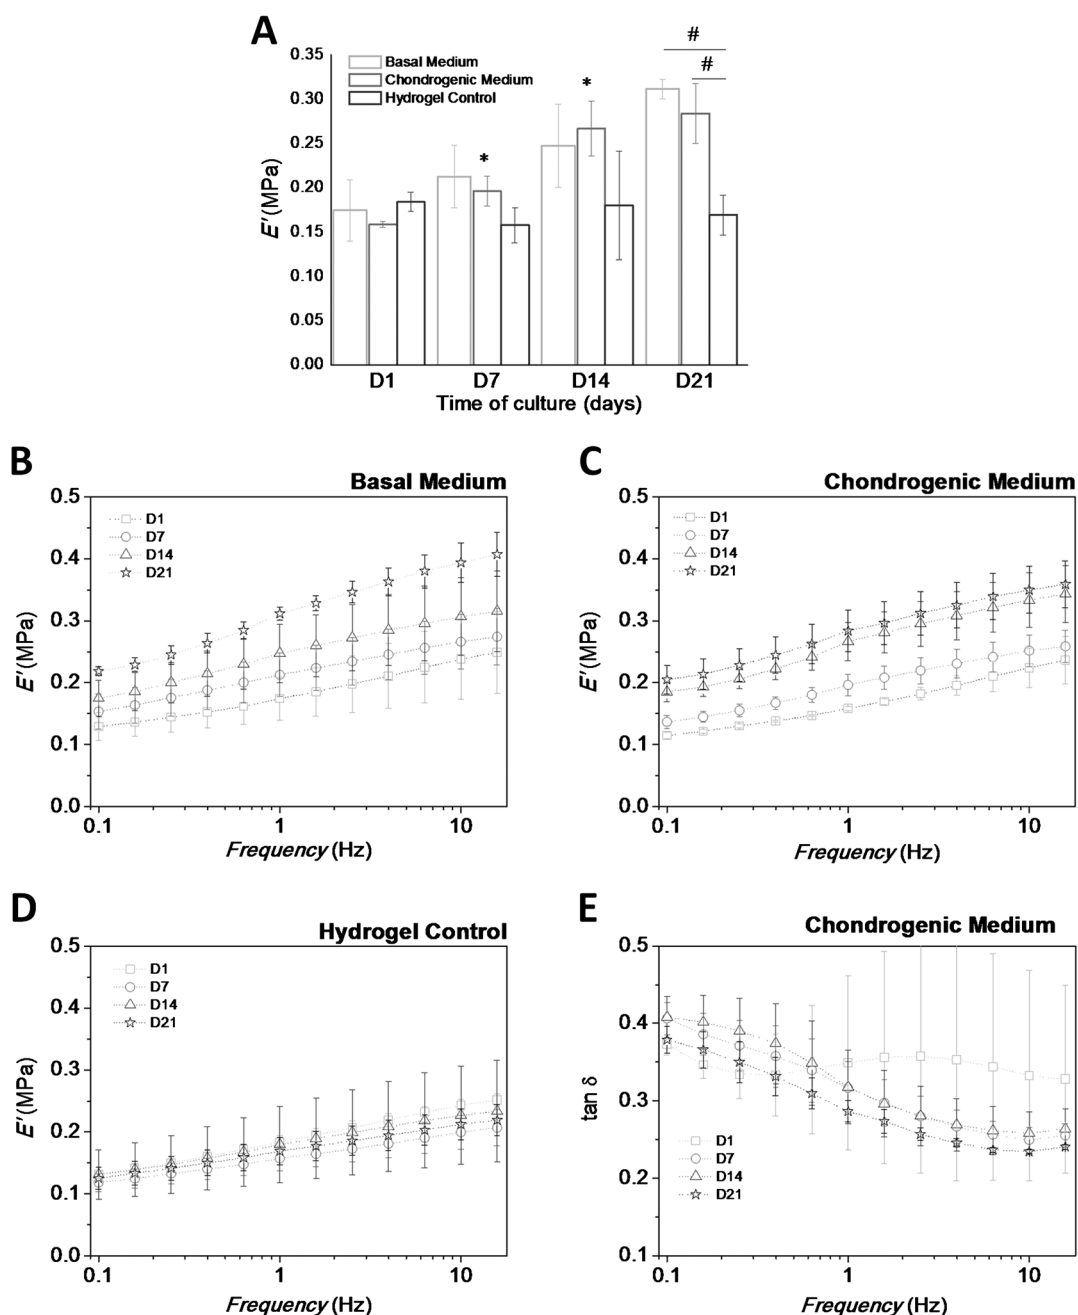 A
#
#
*
*
Basal Medium
Chondrogenic Medium
Hydrogel Control
0.35
0.30
0.25
0.20
0.15
0.10
0.05
0.00
E' (MPa)
D1 D7 D14 D21
Time of culture (days)
B
Basal Medium
D1
D7
D14
D21
0.5
0.4
0.3
0.2
0.1
0.0
E' (MPa)
0.1 1 10
Frequency (Hz)
C
Chondrogenic Medium
D1
D7
D14
D21
0.5
0.4
0.3
0.2
0.1
0.0
E' (MPa)
0.1 1 10
Frequency (Hz)
D
Hydrogel Control
D1
D7
D14
D21
0.5
0.4
0.3
0.2
0.1
0.0
E' (MPa)
0.1 1 10
Frequency (Hz)
E
Chondrogenic Medium
0.5
0.4
0.3
0.2
0.1
tan δ
D1
D7
D14
D21
0.1 1 10
Frequency (Hz)